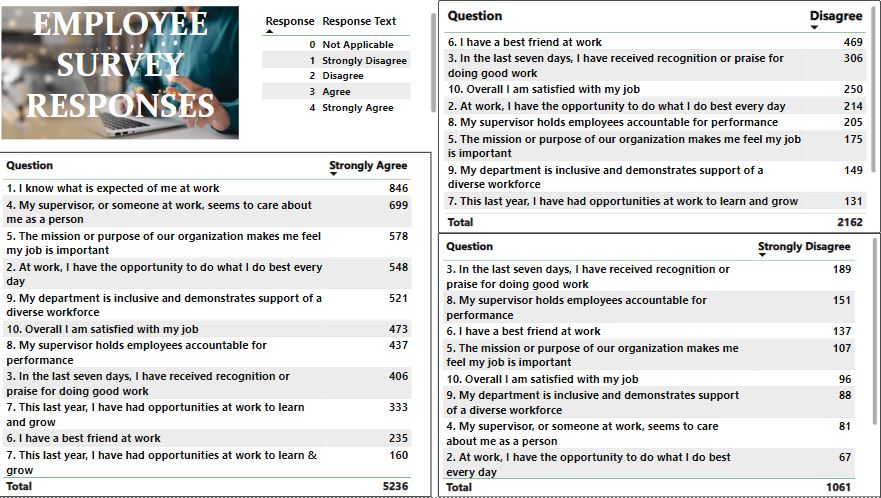 EMPLOYEE
SURVEY
RESPONSES
Response Response Text
0 Not Applicable
1 Strongly Disagree
2 Disagree
3 Agree
4 Strongly Agree
Question Strongly Agree
1. I know what is expected of me at work 846
4. My supervisor, or someone at work, seems to care about 699
me as a person
5. The mission or purpose of our organization makes me feel 578
my job is important
2. At work, I have the opportunity to do what I do best every 548
day
9. My department is inclusive and demonstrates support of a 521
diverse workforce
10. Overall I am satisfied with my job 473
8. My supervisor holds employees accountable for 437
performance
3. In the last seven days, I have received recognition or 406
praise for doing good work
7. This last year, I have had opportunities at work to learn 333
and grow
6. I have a best friend at work 235
7. This last year, I have had opportunities at work to learn & 160
grow
Total 5236
Question Disagree
6. I have a best friend at work 469
3. In the last seven days, I have received recognition or praise for 306
doing good work
10. Overall I am satisfied with my job 250
2. At work, I have the opportunity to do what I do best every day 214
8. My supervisor holds employees accountable for performance 205
5. The mission or purpose of our organization makes me feel my job 175
is important
9. My department is inclusive and demonstrates support of a 149
diverse workforce
7. This last year, I have had opportunities at work to learn and grow 131
Total 2162
Question Strongly Disagree
3. In the last seven days, I have received recognition or 189
praise for doing good work
8. My supervisor holds employees accountable for 151
performance
6. I have a best friend at work 137
5. The mission or purpose of our organization makes me 107
feel my job is important
10. Overall I am satisfied with my job 96
9. My department is inclusive and demonstrates support 88
of a diverse workforce
4. My supervisor, or someone at work, seems to care 81
about me as a person
2. At work, I have the opportunity to do what I do best 67
every day
Total 1061